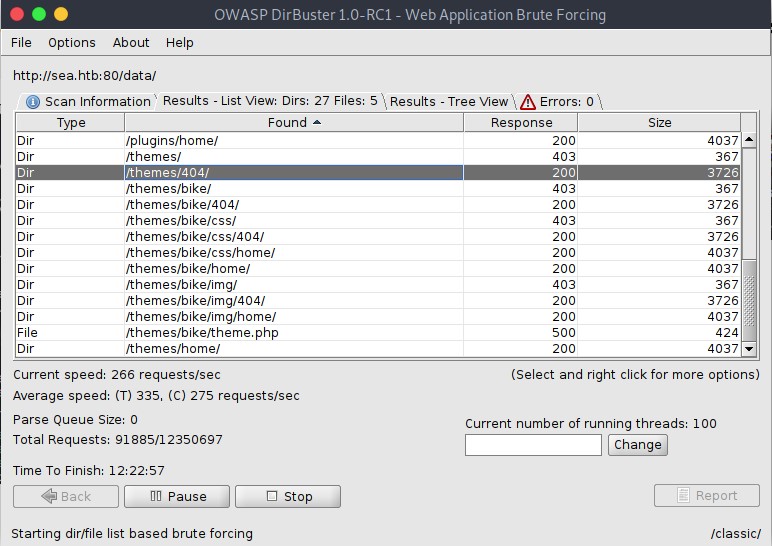 OWASP DirBuster 1.0-RC1 - Web Application Brute Forcing
File Options About Help
http://sea.htb:80/data/
Scan Information Results - List View: Dirs: 27 Files: 5 Results - Tree View Errors: 0
Type Found Response Size
Dir /plugins/home/ 200 4037
Dir /themes/ 403 367
Dir /themes/404/ 200 3726
Dir /themes/bike/ 403 367
Dir /themes/bike/404/ 200 3726
Dir /themes/bike/css/ 403 367
Dir /themes/bike/css/404/ 200 3726
Dir /themes/bike/css/home/ 200 4037
Dir /themes/bike/home/ 200 4037
Dir /themes/bike/img/ 403 367
Dir /themes/bike/img/404/ 200 3726
Dir /themes/bike/img/home/ 200 4037
File /themes/bike/theme.php 500 424
Dir /themes/home/ 200 4037
Current speed: 266 requests/sec (Select and right click for more options)
Average speed: (T) 335, (C) 275 requests/sec
Parse Queue Size: 0 Current number of running threads: 100
Total Requests: 91885/12350697 Change
Time To Finish: 12:22:57
Back Pause Stop Report
Starting dir/file list based brute forcing /classic/